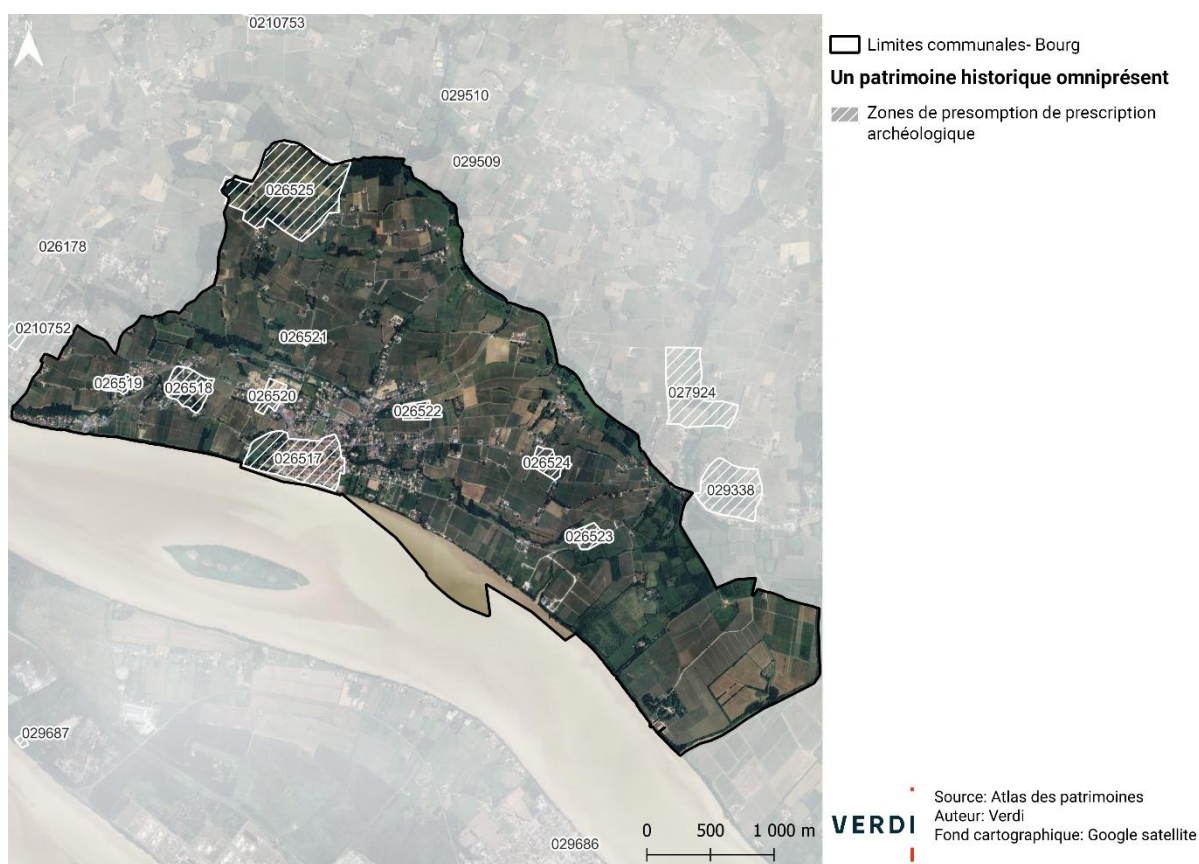 N
0210753
029510
029509
026525
026178
0210752
026521
026519
026518
026520
026522
027924
026517
026524
029338
026523
029687
029686
0 500 1 000 m
Limites communales- Bourg
Un patrimoine historique omniprésent
Zones de presomption de prescription
archéologique
VERDI
Source: Atlas des patrimoines
Auteur: Verdi
Fond cartographique: Google satellite